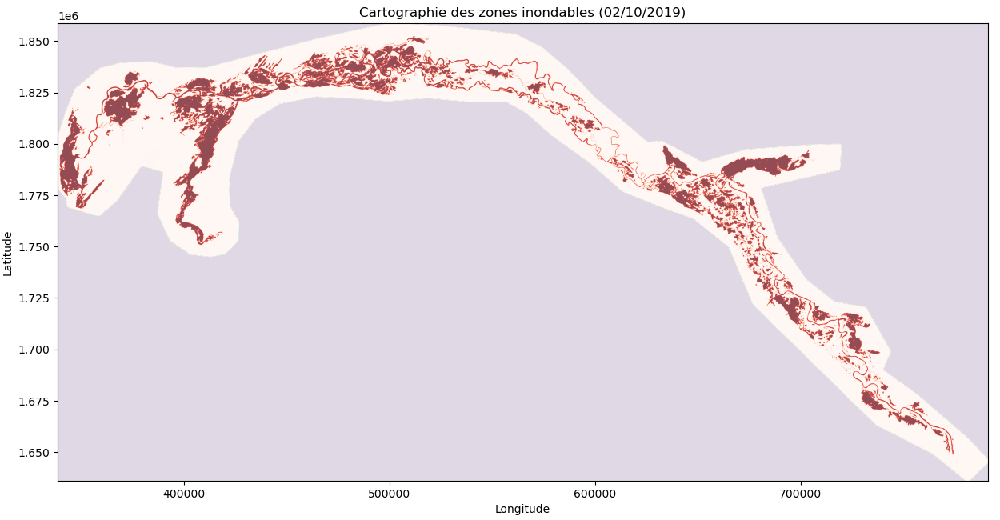 Cartographie des zones inondables (02/10/2019)
1e6
1.850
1.825
1.800
1.775
1.750
1.725
1.700
1.675
1.650
Latitude
400000 500000 600000 700000
Longitude